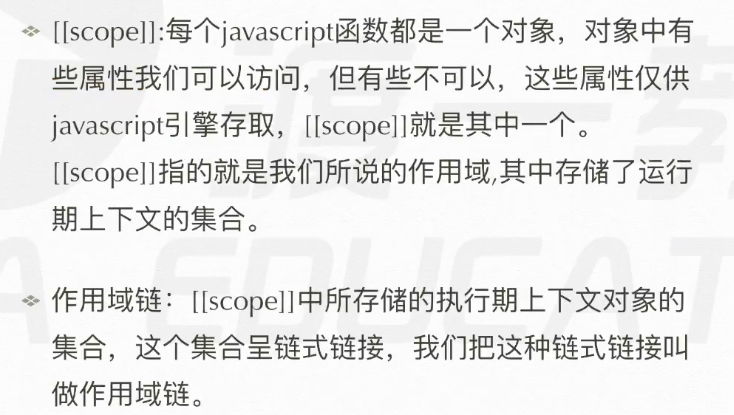 [[scope]]:每个javascript函数都是一个对象，对象中有
些属性我们可以访问，但有些不可以，这些属性仅供
javascript引擎存取，[[scope]]就是其中一个。
[[scope]]指的就是我们所说的作用域,其中存储了运行
期上下文的集合。
作用域链：[[scope]]中所存储的执行期上下文对象的
集合，这个集合呈链式链接，我们把这种链式链接叫
做作用域链。
渡一教
A EDUCAT